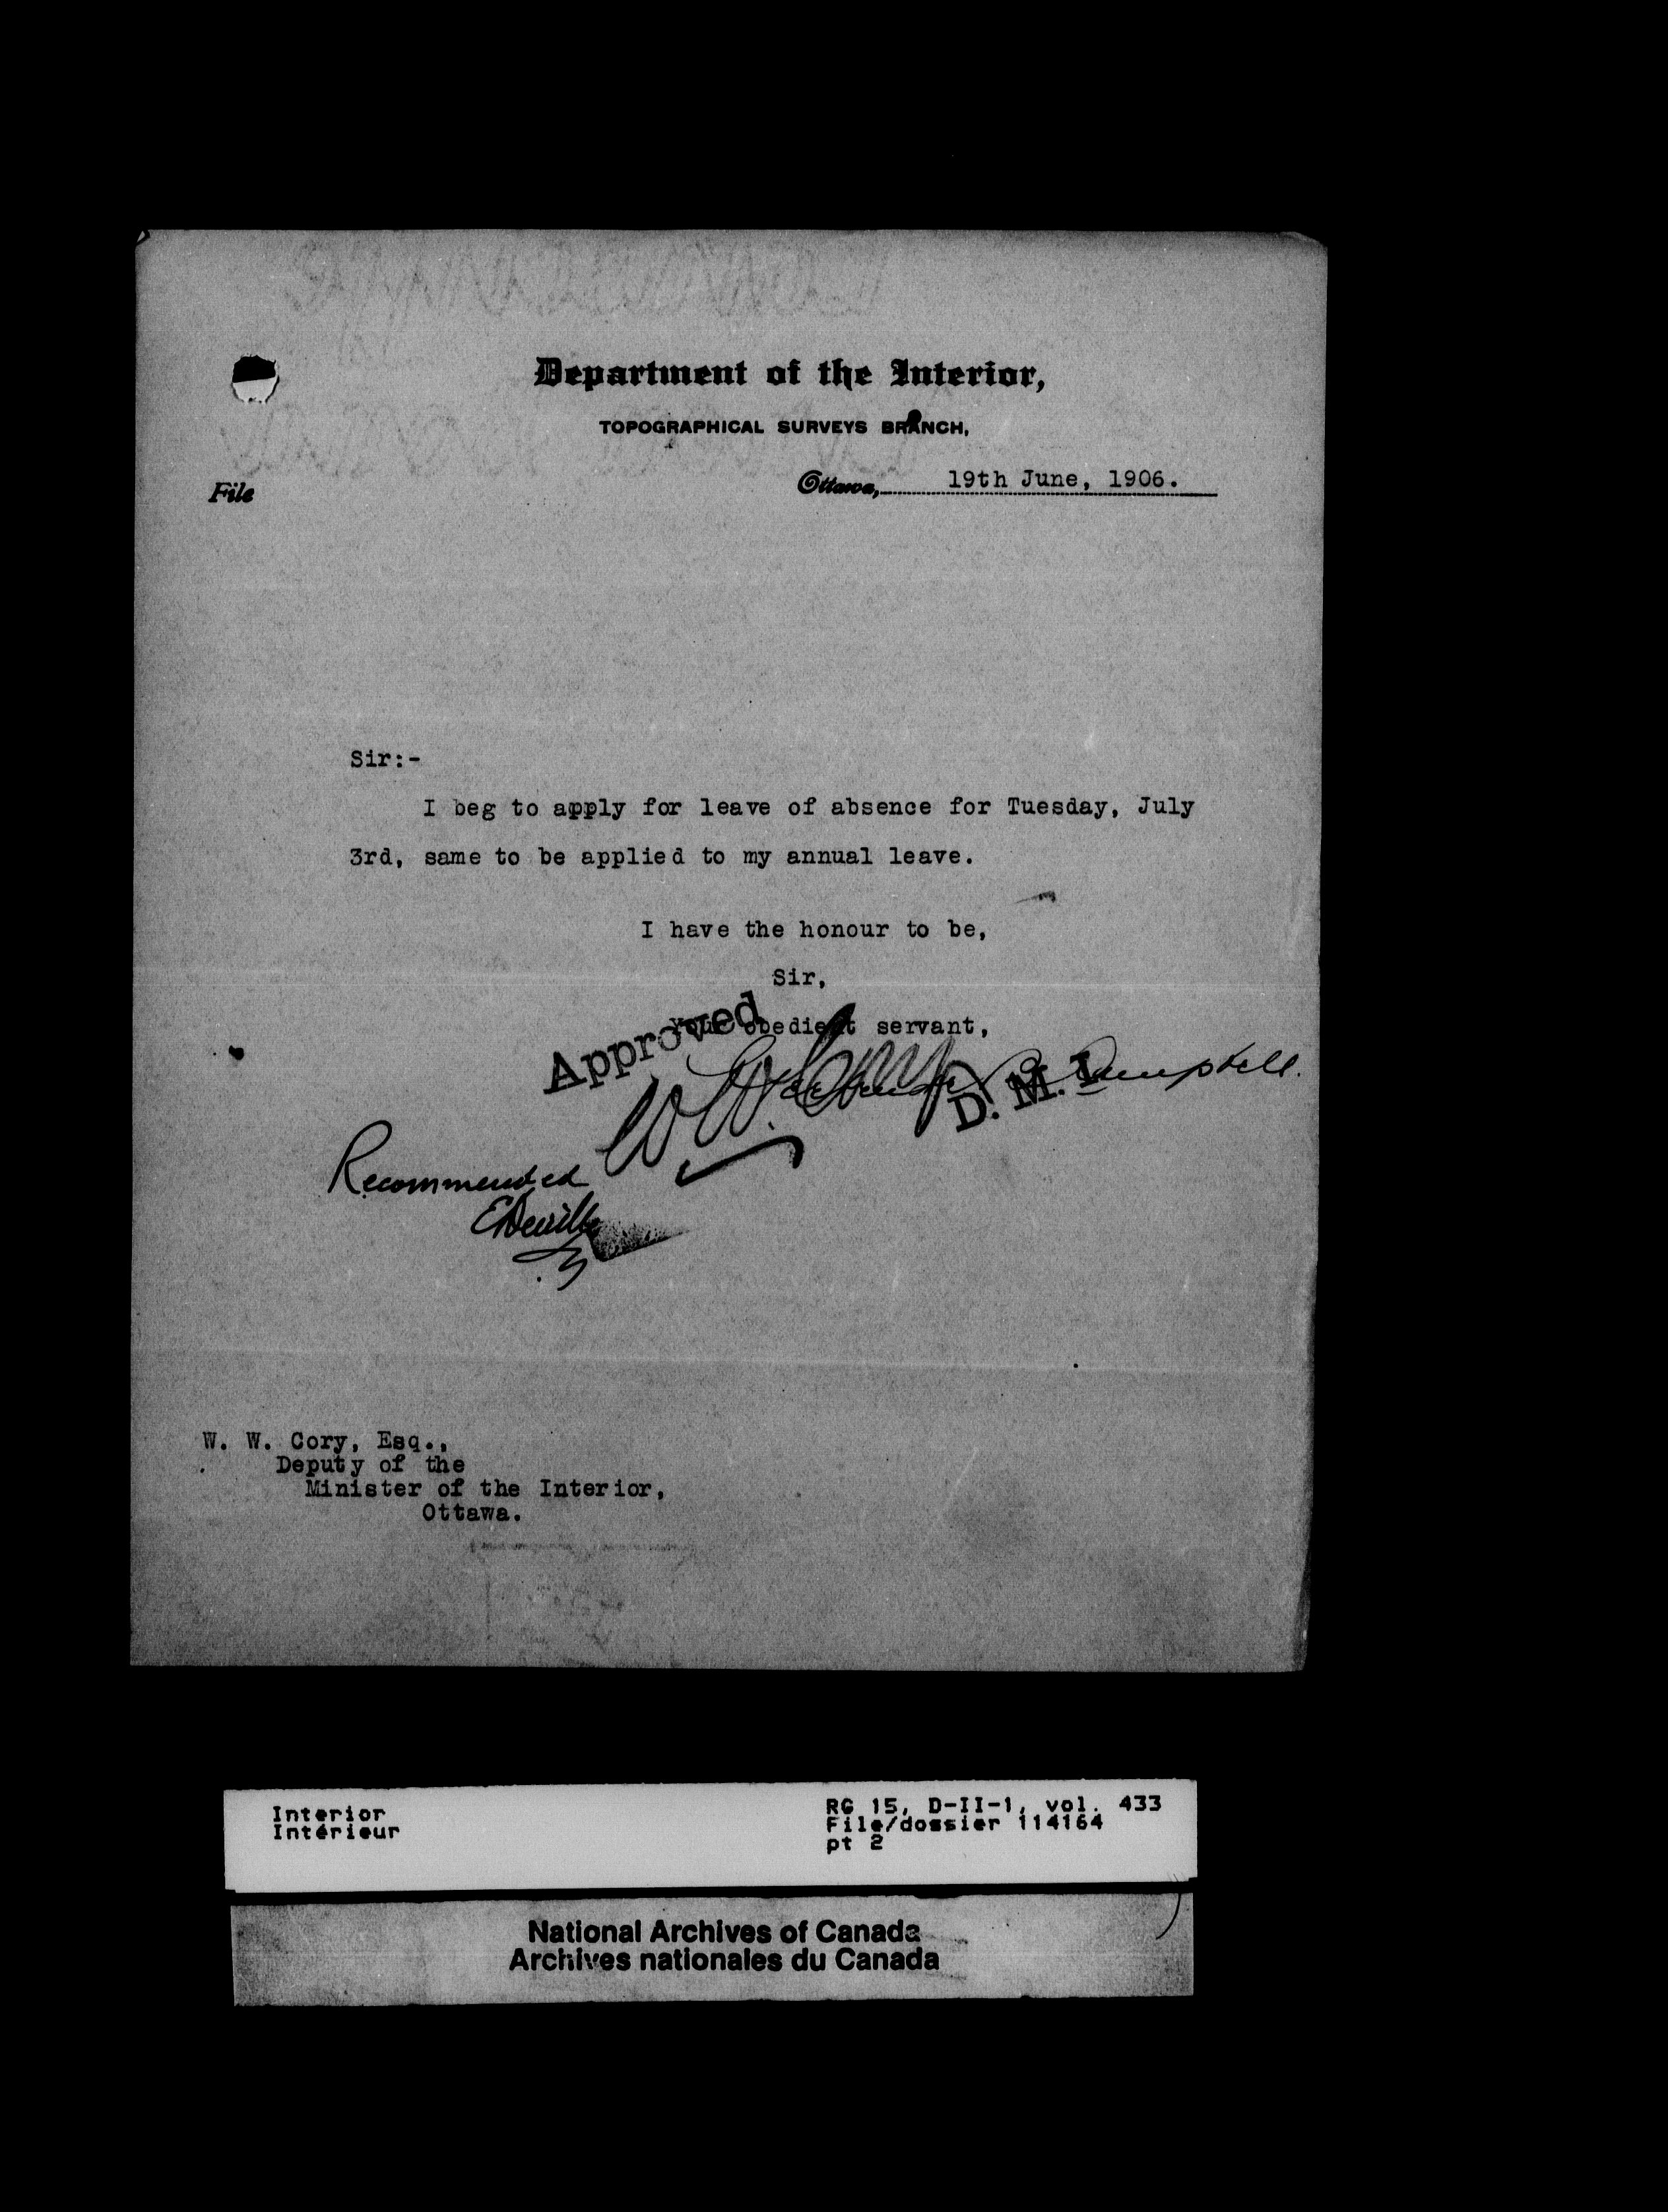 Department of the Interior,
TOPOGRAPHICAL SURVEYS BRANCH,
File
Ottawa, 19th June, 1906.
Sir:-
I beg to apply for leave of absence for Tuesday, July
3rd, same to be applied to my annual leave.
I have the honour to be,
Sir,
Your obedient servant,
Approved
W W. Cory
Campbell.
D. M. I.
Recommended
E Deville
W. W. Cory, Esq.,
Deputy of the
Minister of the Interior,
Ottawa.
Interior
Intérieur
RG 15, D-II-1, vol. 433
File/dossier 114164
pt 2
National Archives of Canada
Archives nationales du Canada